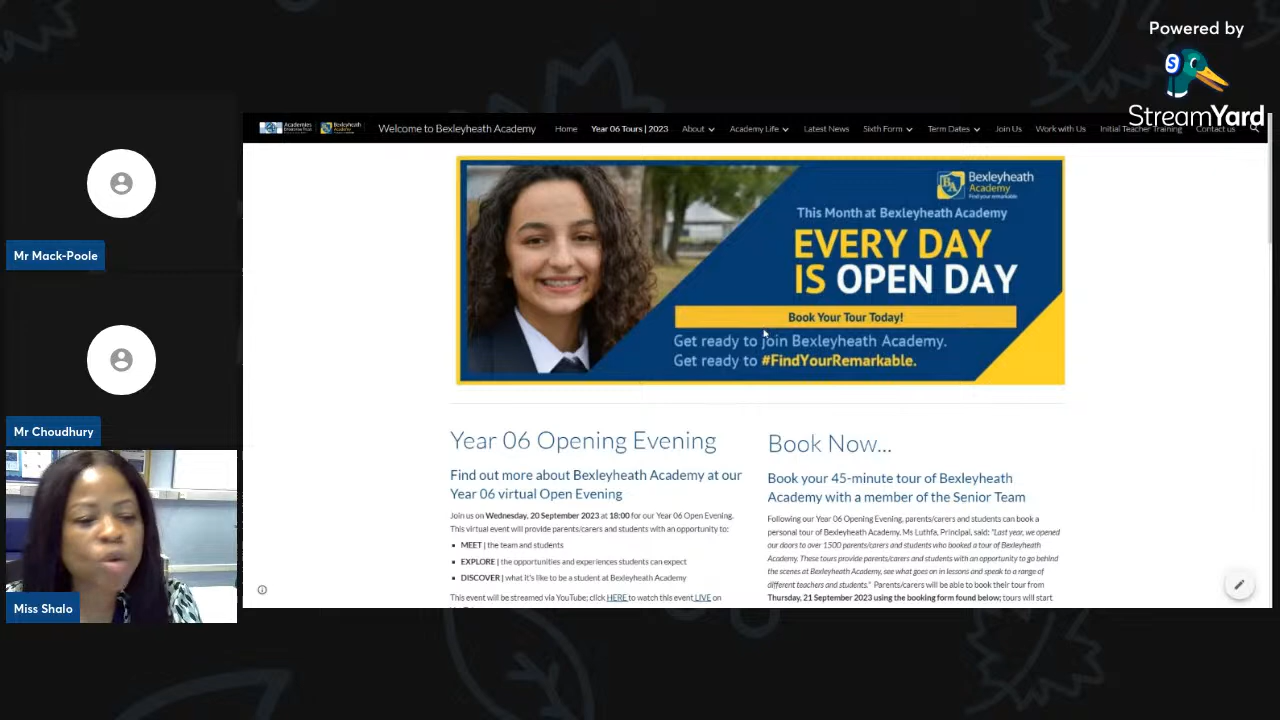 Powered by
StreamYard
Mr Mack-Poole
Mr Choudhury
Miss Shalo
Academies
Bexleyheath
Academy
Welcome to Bexleyheath Academy
Home
Year 06 Tours | 2023
About
Academy Life
Latest News
Sixth Form
Term Dates
Join Us
Work with Us
Initial Teacher Training
Contact us
BA
Bexleyheath
Academy
Find your remarkable
This Month at Bexleyheath Academy
EVERY DAY
IS OPEN DAY
Book Your Tour Today!
Get ready to join Bexleyheath Academy.
Get ready to #FindYourRemarkable.
Year 06 Opening Evening
Find out more about Bexleyheath Academy at our
Year 06 virtual Open Evening
Join us on Wednesday, 20 September 2023 at 18:00 for our Year 06 Open Evening.
This virtual event will provide parents/carers and students with an opportunity to:
▪ MEET | the team and students
▪ EXPLORE | the opportunities and experiences students can expect
▪ DISCOVER | what it's like to be a student at Bexleyheath Academy
This event will be streamed via YouTube; click HERE to watch this event LIVE on
Book Now...
Book your 45-minute tour of Bexleyheath
Academy with a member of the Senior Team
Following our Year 06 Opening Evening, parents/carers and students can book a
personal tour of Bexleyheath Academy, Ms Luthfa, Principal, said: "Last year, we opened
our doors to over 1500 parents/carers and students who booked a tour of Bexleyheath
Academy. These tours provide parents/carers and students with an opportunity to go behind
the scenes at Bexleyheath Academy, see what goes on in lessons and speak to a range of
different teachers and students." Parents/carers will be able to book their tour from
Thursday, 21 September 2023 using the booking form found below; tours will start